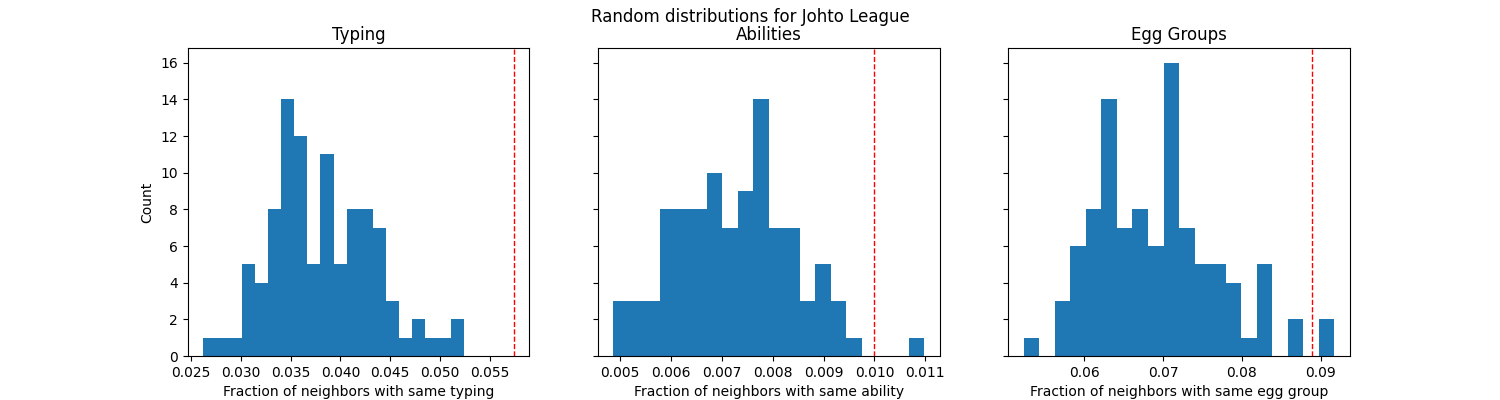 Random distributions for Johto League
Typing
Abilities
Egg Groups
Count
16
14
12
10
8
6
4
2
0
0.025 0.030 0.035 0.040 0.045 0.050 0.055
0.005 0.006 0.007 0.008 0.009 0.010 0.011
0.06 0.07 0.08 0.09
Fraction of neighbors with same typing
Fraction of neighbors with same ability
Fraction of neighbors with same egg group